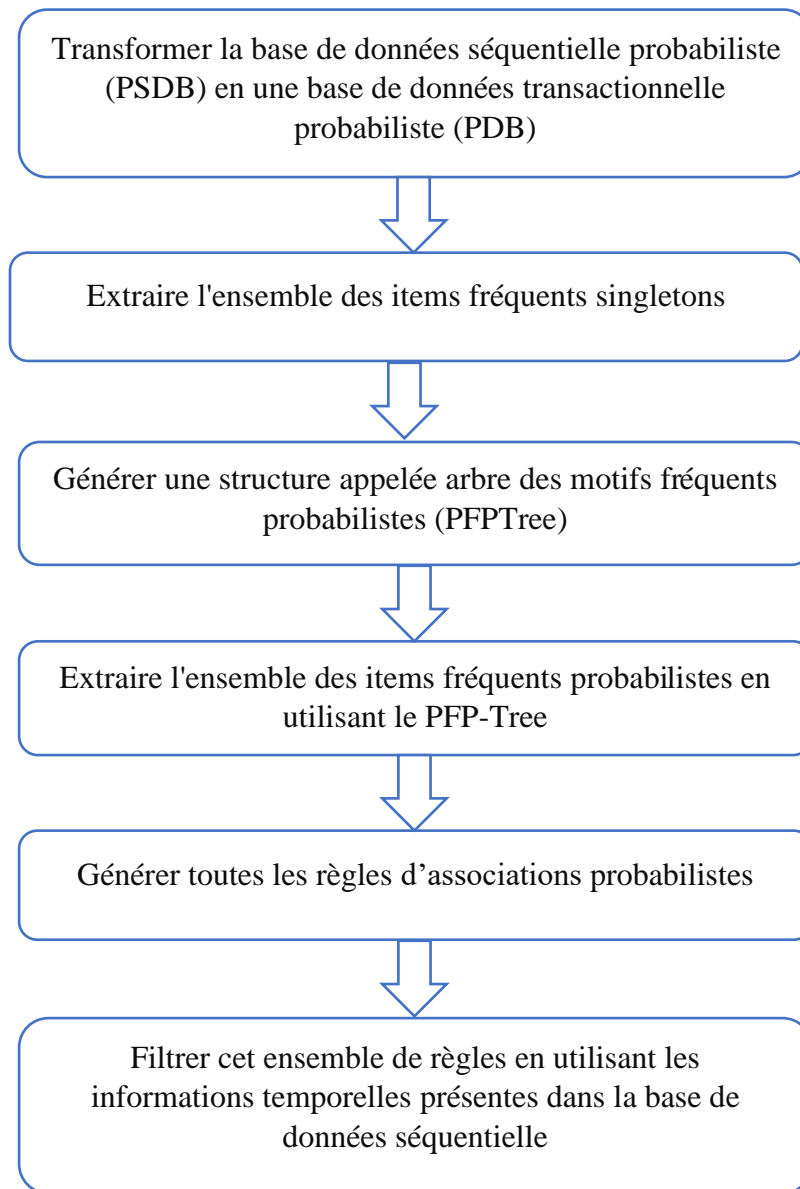 Transformer la base de données séquentielle probabiliste
(PSDB) en une base de données transactionnelle
probabiliste (PDB)
Extraire l'ensemble des items fréquents singletons
Générer une structure appelée arbre des motifs fréquents
probabilistes (PFPTree)
Extraire l'ensemble des items fréquents probabilistes en
utilisant le PFP-Tree
Générer toutes les règles d’associations probabilistes
Filtrer cet ensemble de règles en utilisant les
informations temporelles présentes dans la base de
données séquentielle